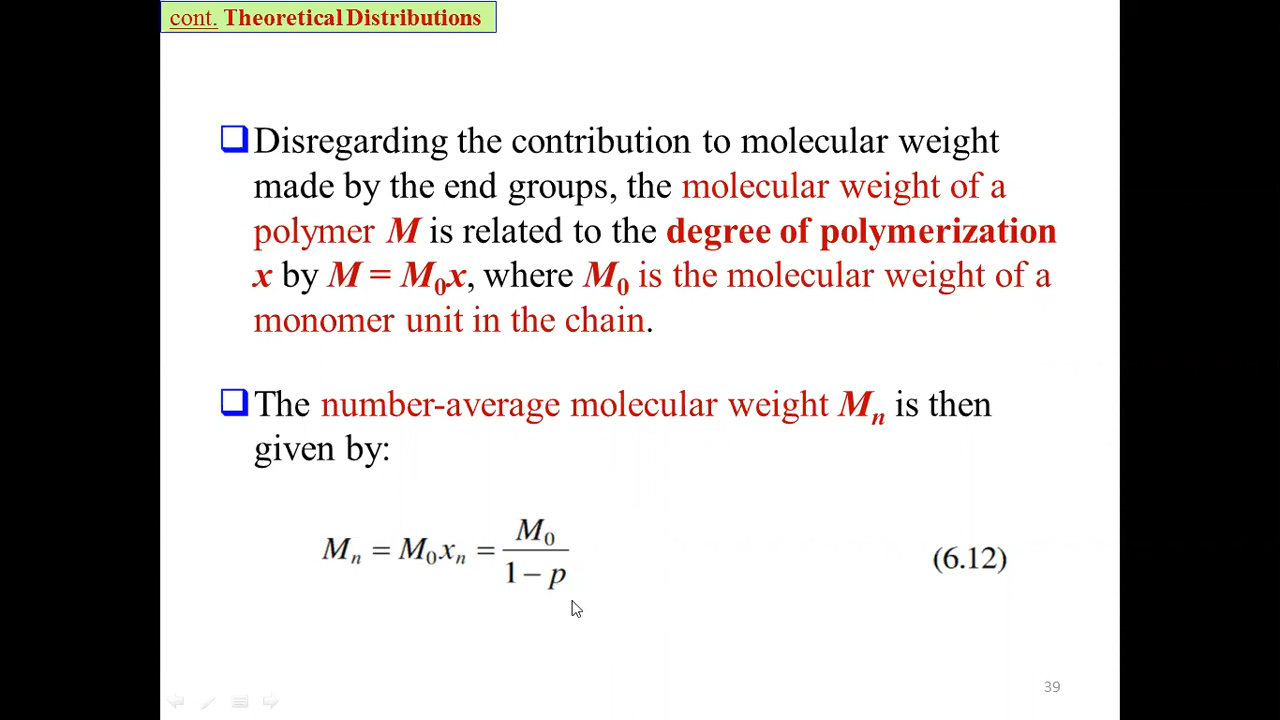 cont. Theoretical Distributions
❑Disregarding the contribution to molecular weight
made by the end groups, the molecular weight of a
polymer M is related to the degree of polymerization
x by M = M₀x, where M₀ is the molecular weight of a
monomer unit in the chain.
❑The number-average molecular weight Mₙ is then
given by:
Mₙ = M₀xₙ = M₀ / (1 − p) (6.12)
39